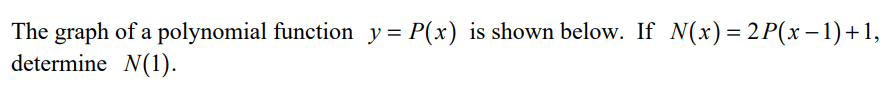 The graph of a polynomial function y = P(x) is shown below. If N(x) = 2P(x − 1) + 1,
determine N(1).